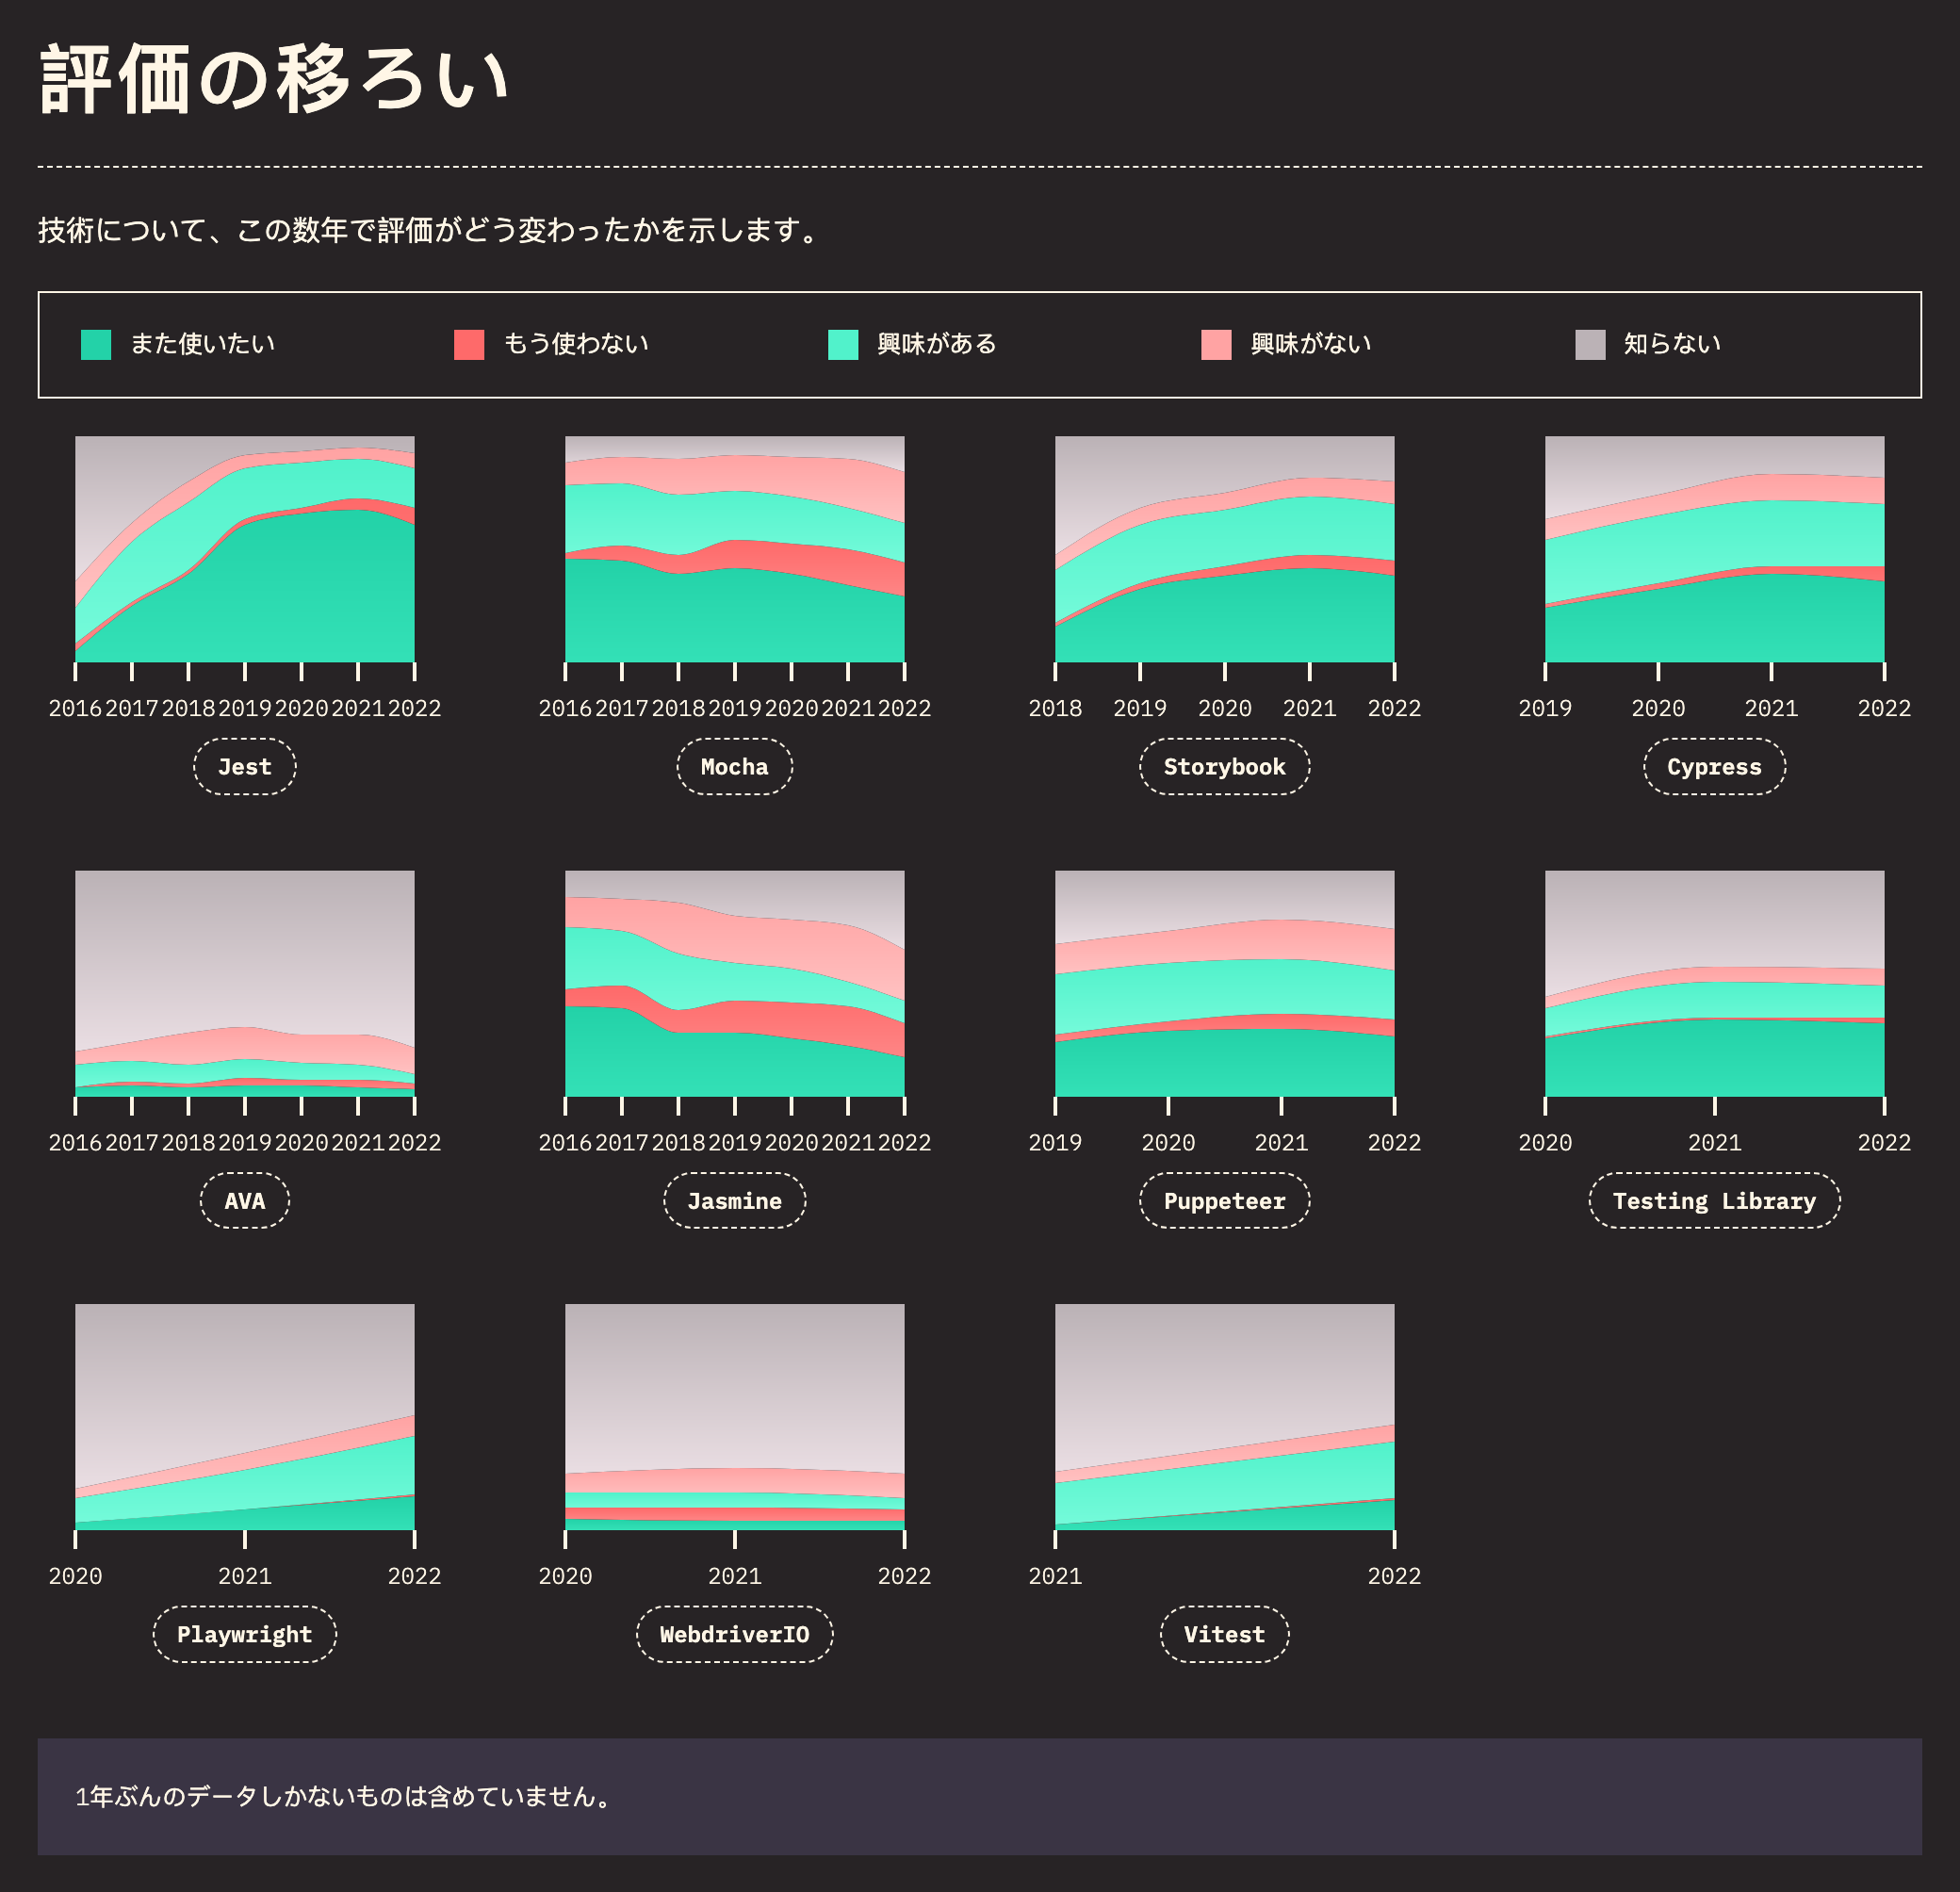 評価の移ろい
技術について、この数年で評価がどう変わったかを示します。
また使いたい もう使わない 興味がある 興味がない 知らない
2016 2017 2018 2019 2020 2021 2022
Jest
2016 2017 2018 2019 2020 2021 2022
Mocha
2018 2019 2020 2021 2022
Storybook
2019 2020 2021 2022
Cypress
2016 2017 2018 2019 2020 2021 2022
AVA
2016 2017 2018 2019 2020 2021 2022
Jasmine
2019 2020 2021 2022
Puppeteer
2020 2021 2022
Testing Library
2020 2021 2022
Playwright
2020 2021 2022
WebdriverIO
2021 2022
Vitest
1年ぶんのデータしかないものは含めていません。